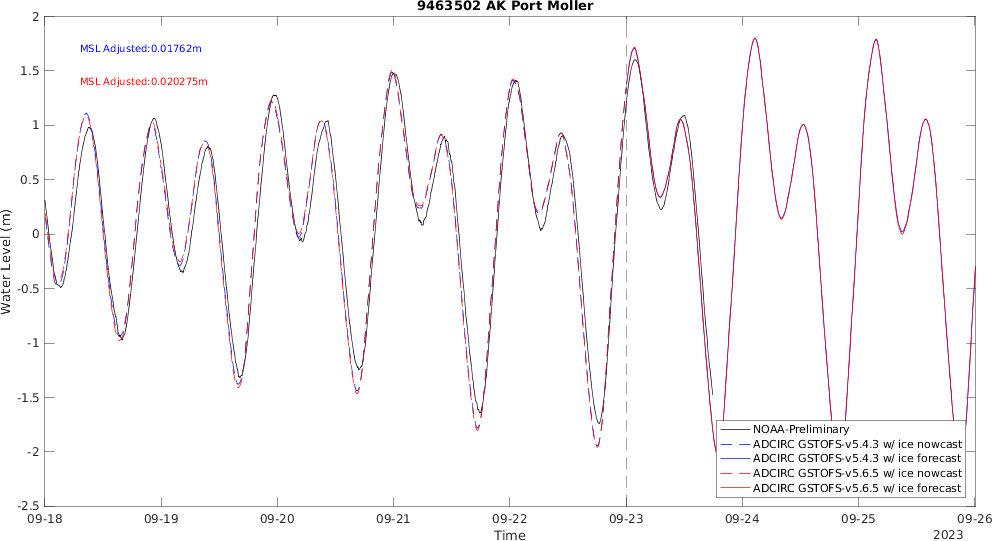 9463502 AK Port Moller
MSL Adjusted:0.01762m
MSL Adjusted:0.020275m
Water Level (m)
2
1.5
1
0.5
0
-0.5
-1
-1.5
-2
-2.5
NOAA-Preliminary
ADCIRC GSTOFS-v5.4.3 w/ ice nowcast
ADCIRC GSTOFS-v5.4.3 w/ ice forecast
ADCIRC GSTOFS-v5.6.5 w/ ice nowcast
ADCIRC GSTOFS-v5.6.5 w/ ice forecast
09-18 09-19 09-20 09-21 09-22 09-23 09-24 09-25 09-26
Time
2023